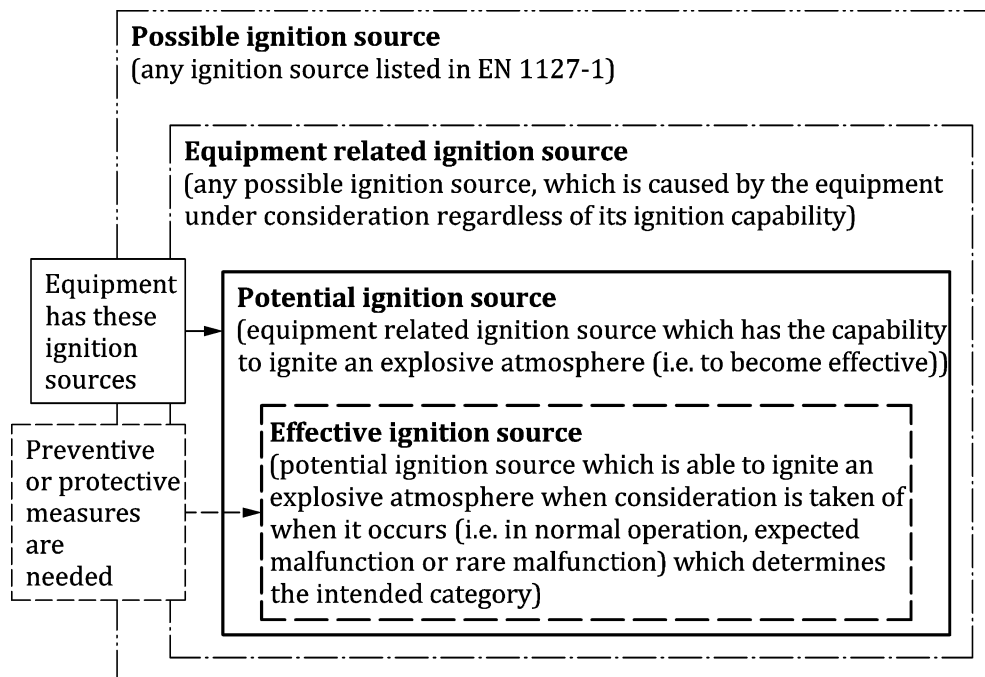 Possible ignition source
(any ignition source listed in EN 1127-1)
Equipment related ignition source
(any possible ignition source, which is caused by the equipment
under consideration regardless of its ignition capability)
Equipment
has these
ignition
sources
Potential ignition source
(equipment related ignition source which has the capability
to ignite an explosive atmosphere (i.e. to become effective))
Preventive
or protective
measures
are
needed
Effective ignition source
(potential ignition source which is able to ignite an
explosive atmosphere when consideration is taken of
when it occurs (i.e. in normal operation, expected
malfunction or rare malfunction) which determines
the intended category)